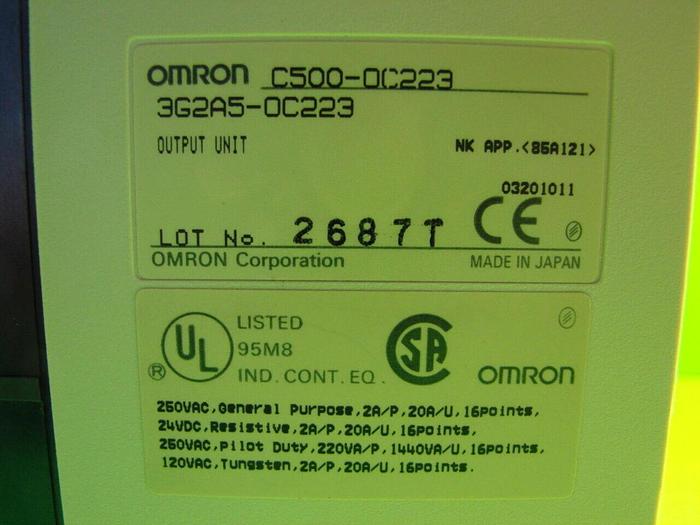 OMRON C500-OC223
3G2A5-OC223
OUTPUT UNIT NK APP.<85A121>
03201011
LOT No. 2687T CE
OMRON Corporation MADE IN JAPAN
UL LISTED
95M8
® IND. CONT. EQ. SA OMRON
250VAC,General Purpose,2A/P,20A/U,16Points,
24VDC,Resistive,2A/P,20A/U,16Points,
250VAC,Pilot Duty,220VA/P,1440VA/U,16Points,
120VAC,Tungsten,2A/P,20A/U,16Points.